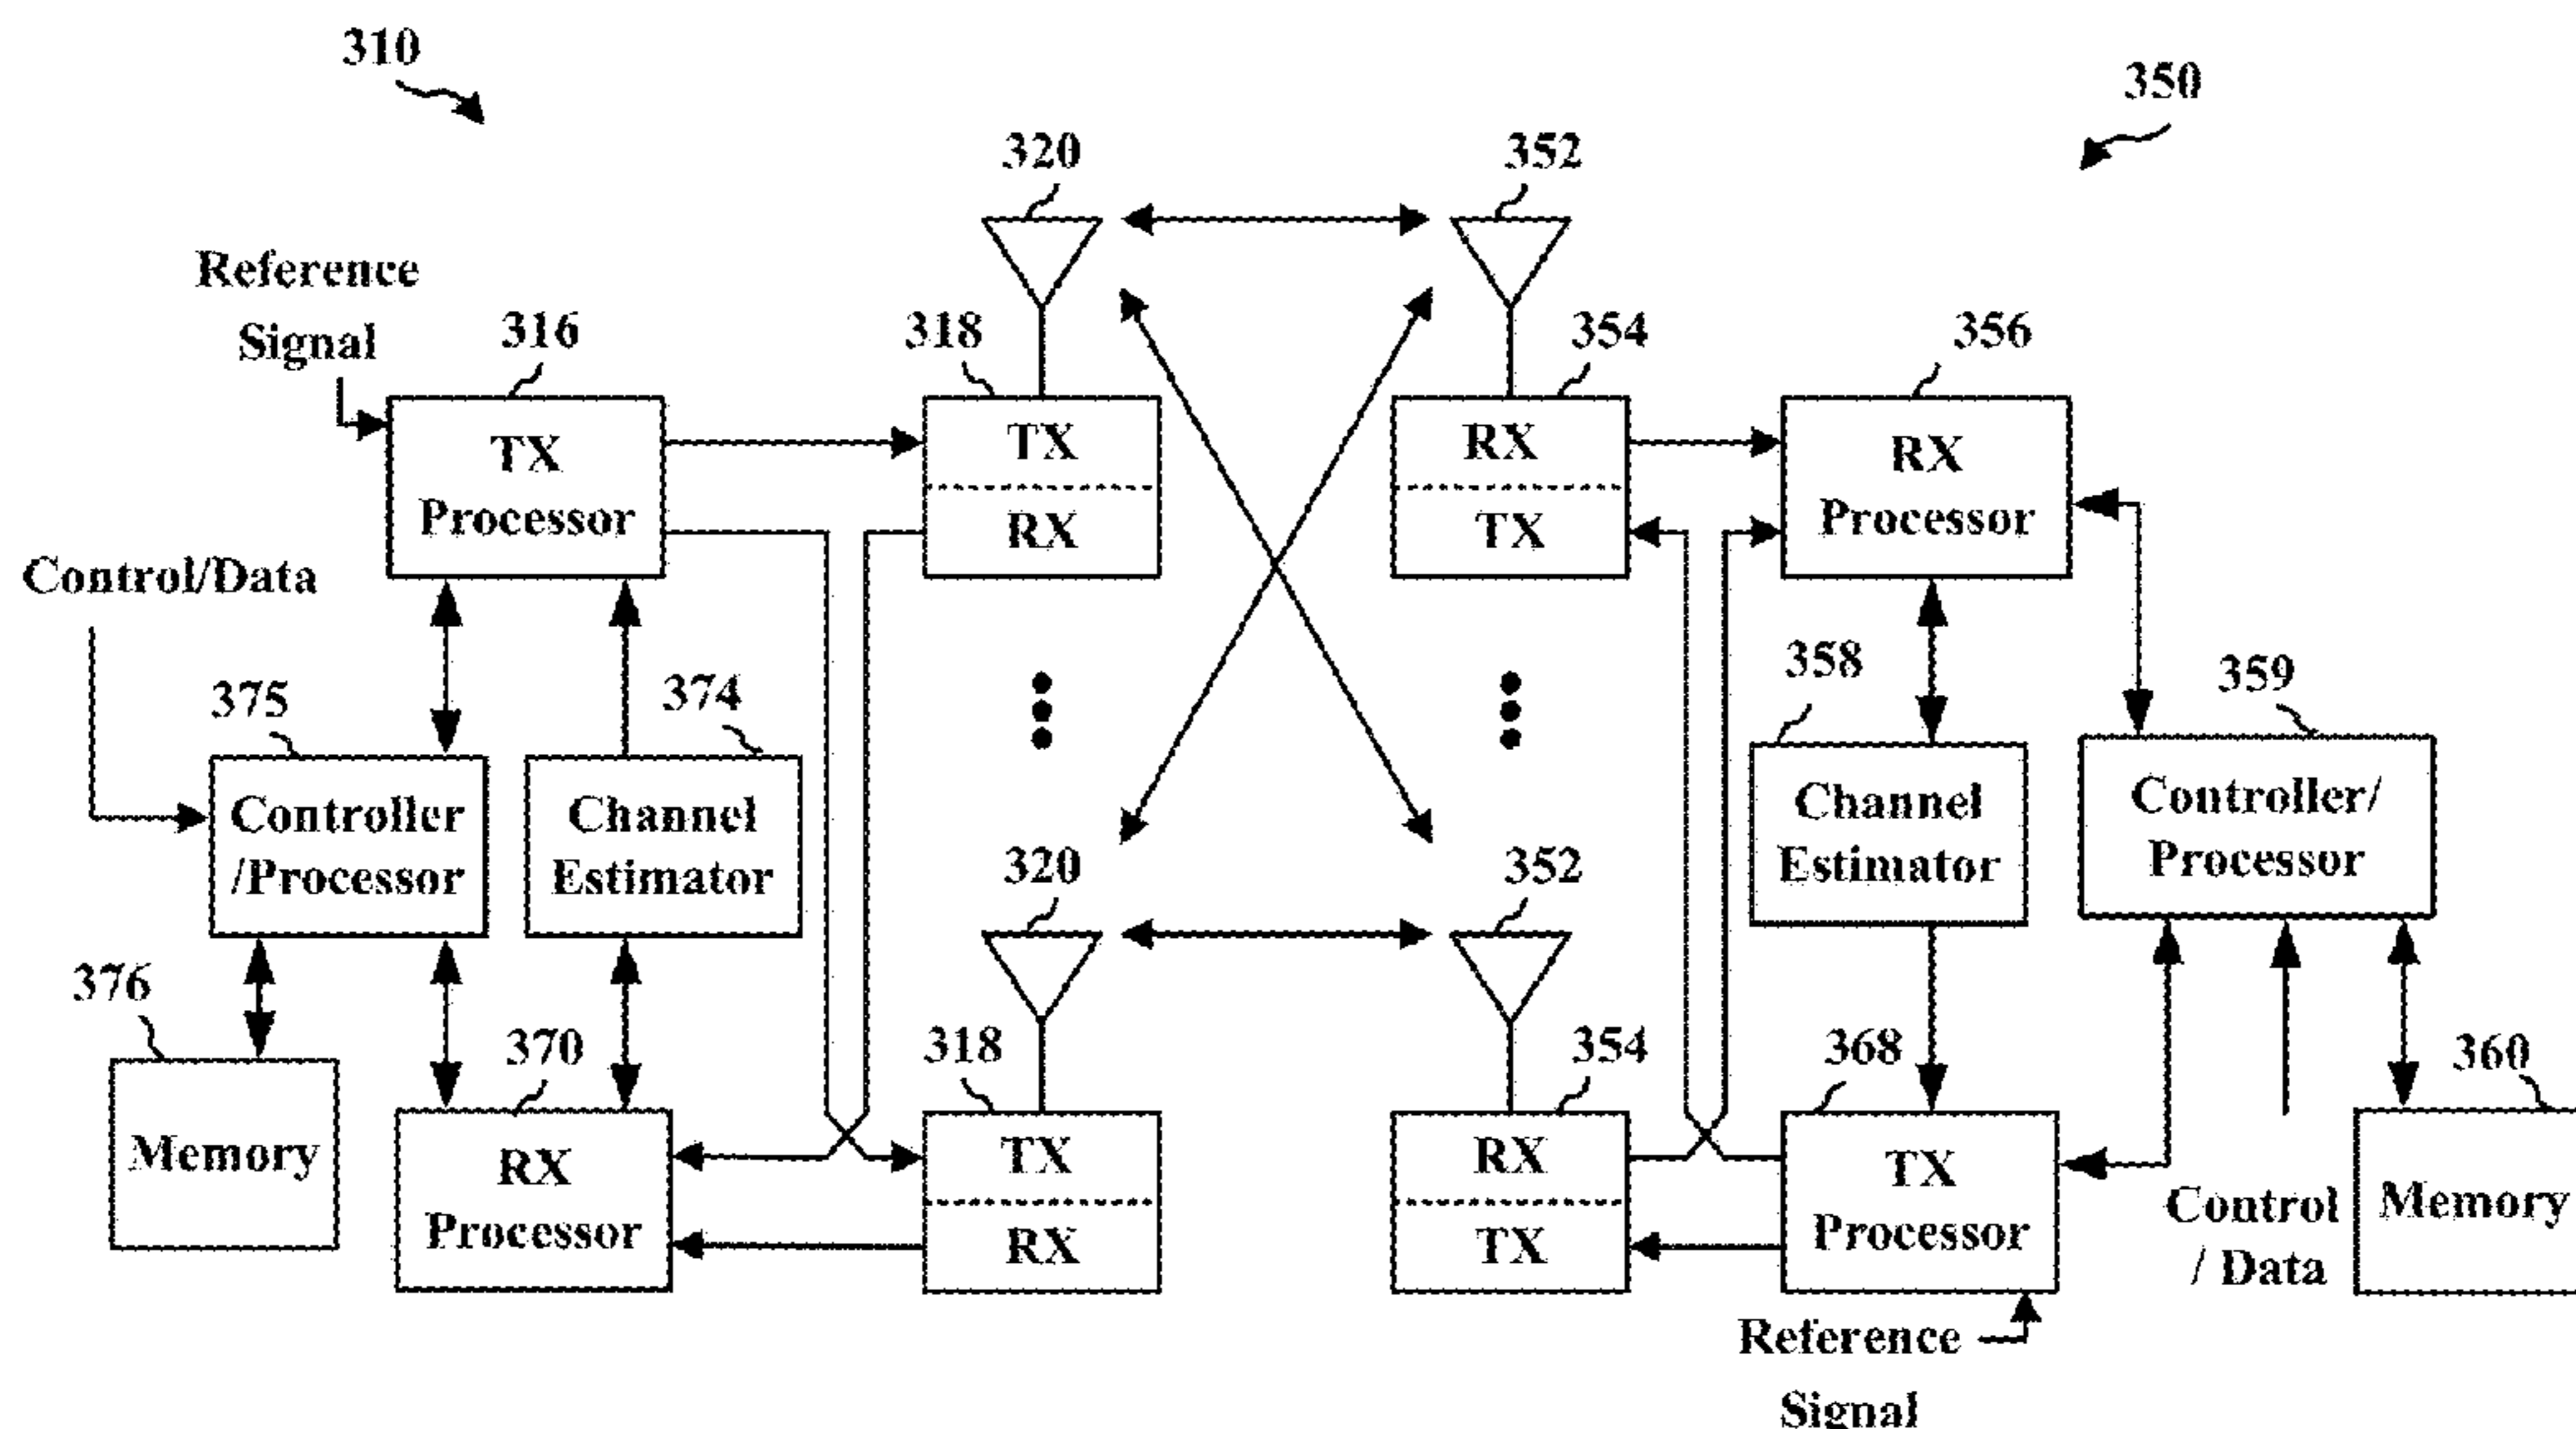 310
350
320
352
Reference
Signal
316
318
354
356
TX
Processor
TX
RX
RX
TX
RX
Processor
Control/Data
375
374
358
359
Controller
/Processor
Channel
Estimator
Channel
Estimator
Controller/
Processor
320
352
376
370
318
354
368
360
Memory
RX
Processor
TX
RX
RX
TX
TX
Processor
Control
/ Data
Memory
Reference
Signal